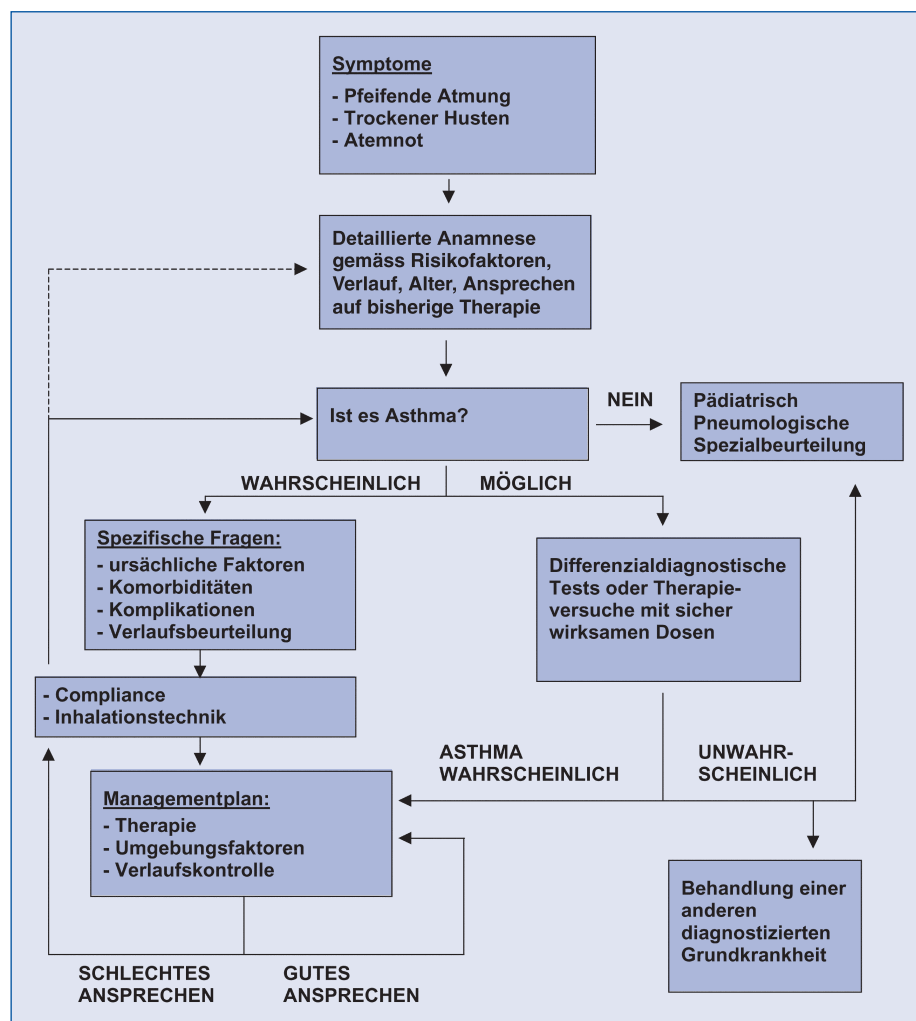 Symptome
- Pfeifende Atmung
- Trockener Husten
- Atemnot
Detaillierte Anamnese
gemäss Risikofaktoren,
Verlauf, Alter, Ansprechen
auf bisherige Therapie
Ist es Asthma?
NEIN
Pädiatrisch
Pneumologische
Spezialbeurteilung
WAHRSCHEINLICH
MÖGLICH
Spezifische Fragen:
- ursächliche Faktoren
- Komorbiditäten
- Komplikationen
- Verlaufsbeurteilung
Differenzialdiagnostische
Tests oder Therapie-
versuche mit sicher
wirksamen Dosen
- Compliance
- Inhalationstechnik
ASTHMA
WAHRSCHEINLICH
UNWAHR-
SCHEINLICH
Managementplan:
- Therapie
- Umgebungsfaktoren
- Verlaufskontrolle
Behandlung einer
anderen
diagnostizierten
Grundkrankheit
SCHLECHTES
ANSPRECHEN
GUTES
ANSPRECHEN